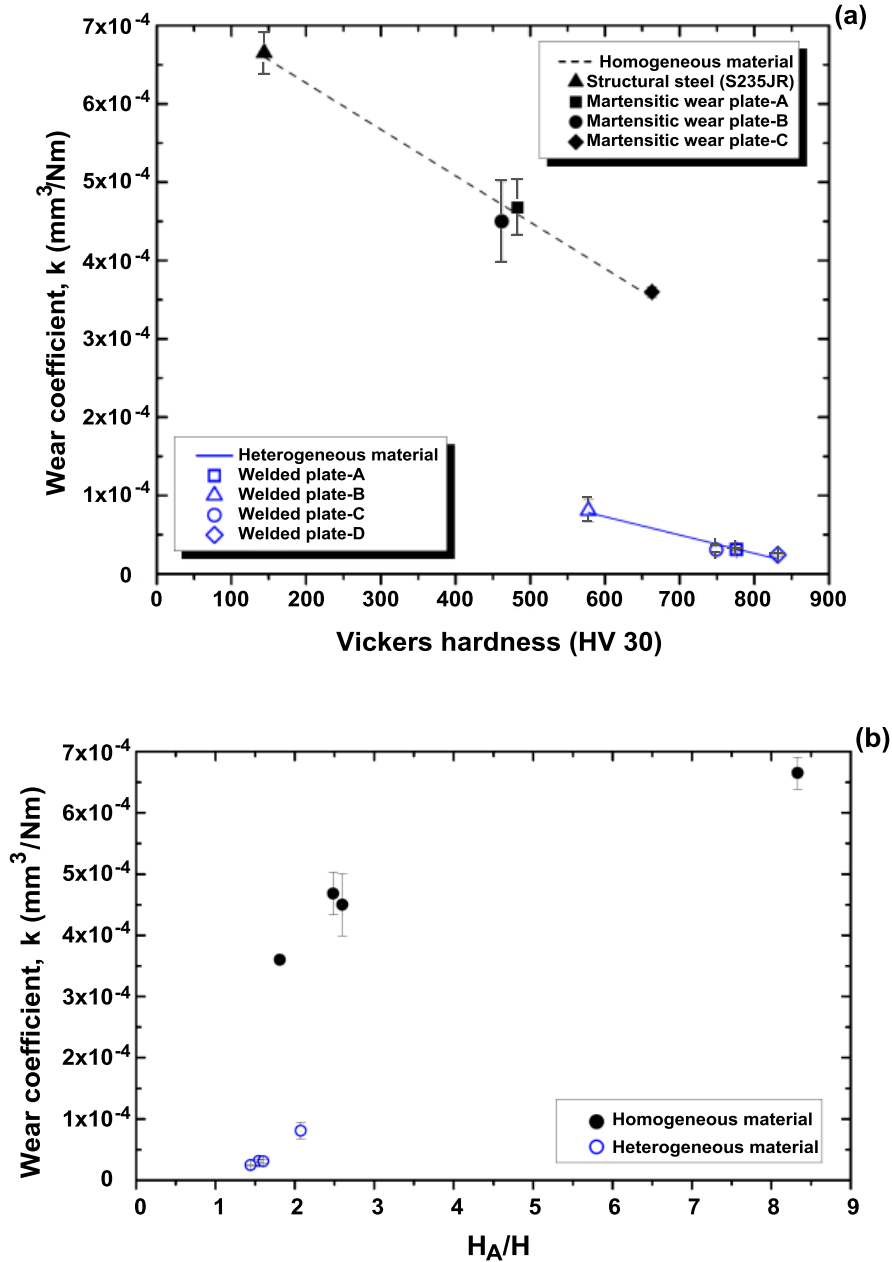 (a)
7x10-4
6x10-4
5x10-4
4x10-4
3x10-4
2x10-4
1x10-4
0
Wear coefficient, k (mm3/Nm)
Homogeneous material
Structural steel (S235JR)
Martensitic wear plate-A
Martensitic wear plate-B
Martensitic wear plate-C
Heterogeneous material
Welded plate-A
Welded plate-B
Welded plate-C
Welded plate-D
0 100 200 300 400 500 600 700 800 900
Vickers hardness (HV 30)
(b)
7x10-4
6x10-4
5x10-4
4x10-4
3x10-4
2x10-4
1x10-4
0
Wear coefficient, k (mm3/Nm)
Homogeneous material
Heterogeneous material
0 1 2 3 4 5 6 7 8 9
HA/H